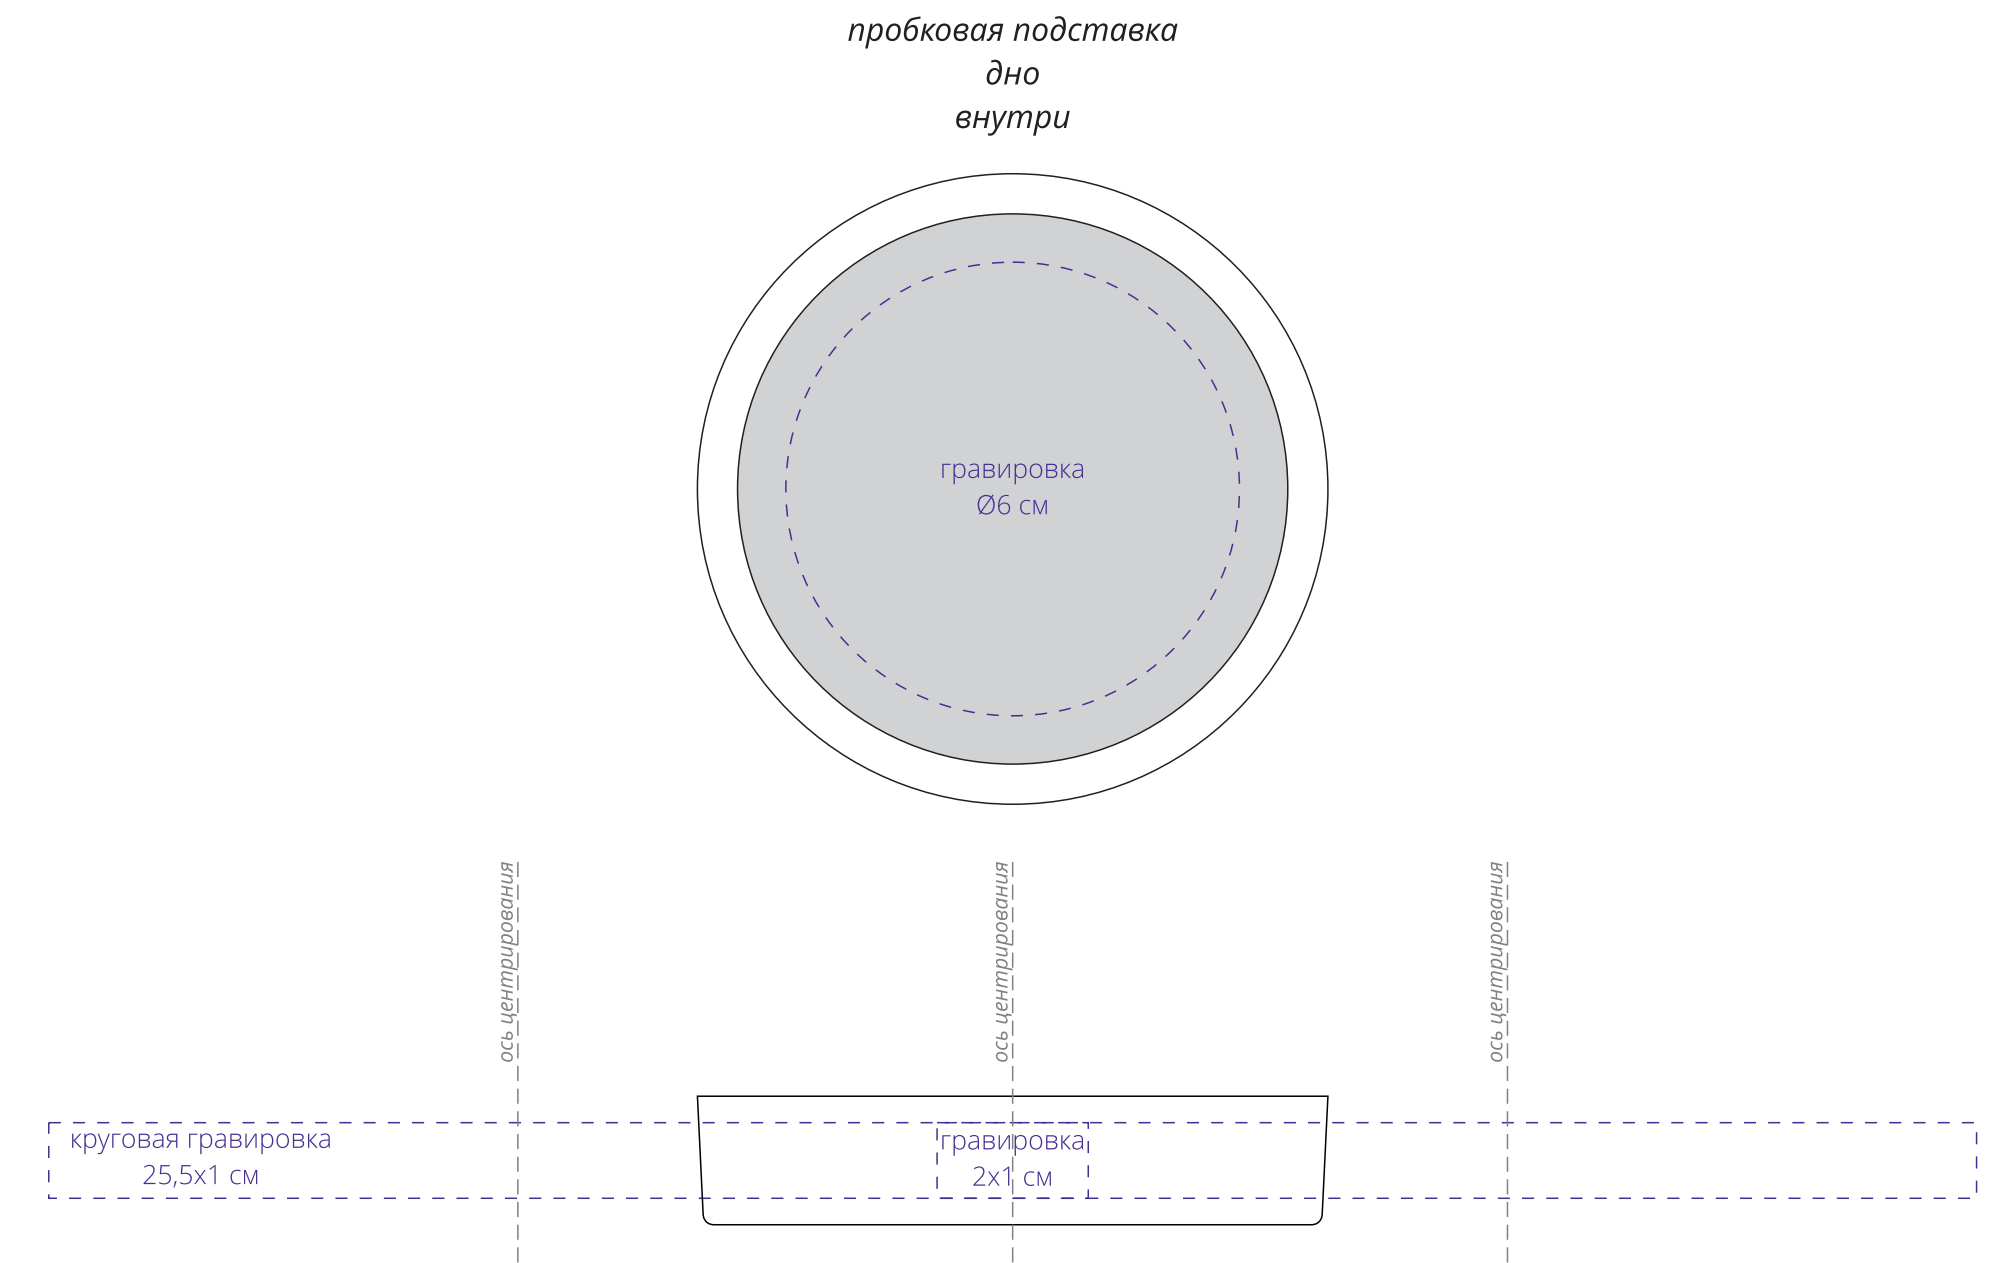 пробковая подставка
дно
внутри
гравировка
Ø6 см
ось центрирования
ось центрирования
ось центрирования
круговая гравировка
25,5х1 см
гравировка
2х1 см